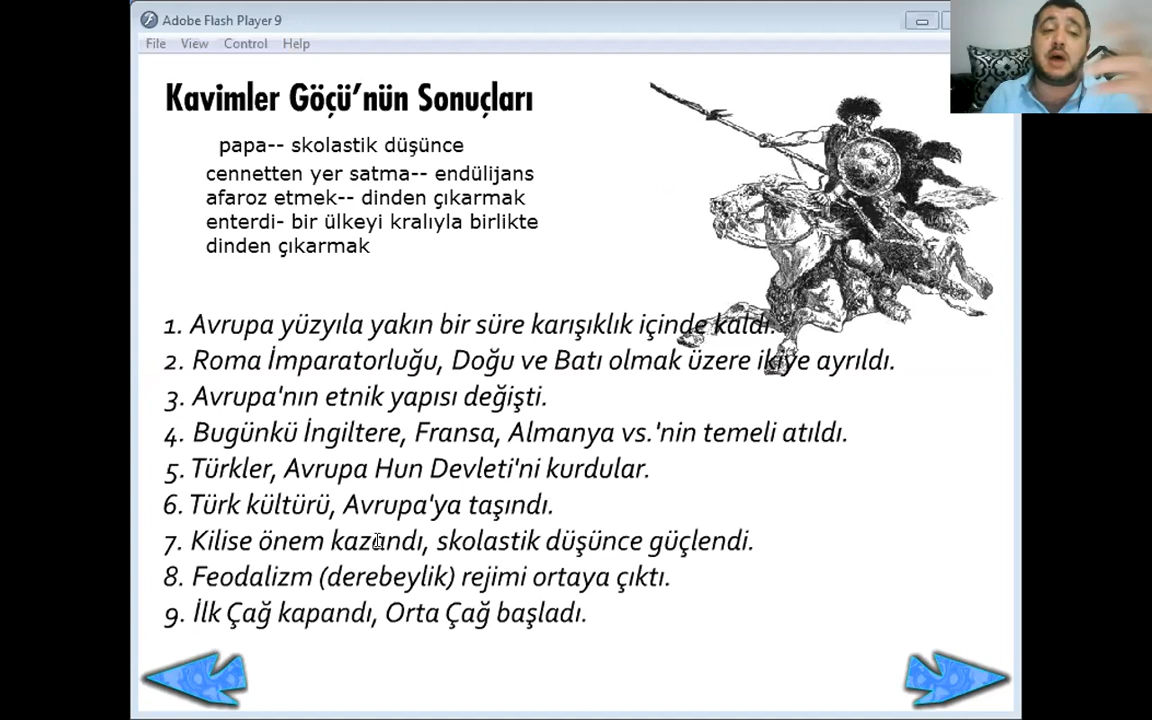 Adobe Flash Player 9
File View Control Help
Kavimler Göçü'nün Sonuçları
papa-- skolastik düşünce
cennetten yer satma-- endülijans
afaroz etmek-- dinden çıkarmak
enterdi- bir ülkeyi kralıyla birlikte
dinden çıkarmak
1. Avrupa yüzyıla yakın bir süre karışıklık içinde kaldı.
2. Roma İmparatorluğu, Doğu ve Batı olmak üzere ikiye ayrıldı.
3. Avrupa'nın etnik yapısı değişti.
4. Bugünkü İngiltere, Fransa, Almanya vs.'nin temeli atıldı.
5. Türkler, Avrupa Hun Devleti'ni kurdular.
6. Türk kültürü, Avrupa'ya taşındı.
7. Kilise önem kazandı, skolastik düşünce güçlendi.
8. Feodalizm (derebeylik) rejimi ortaya çıktı.
9. İlk Çağ kapandı, Orta Çağ başladı.